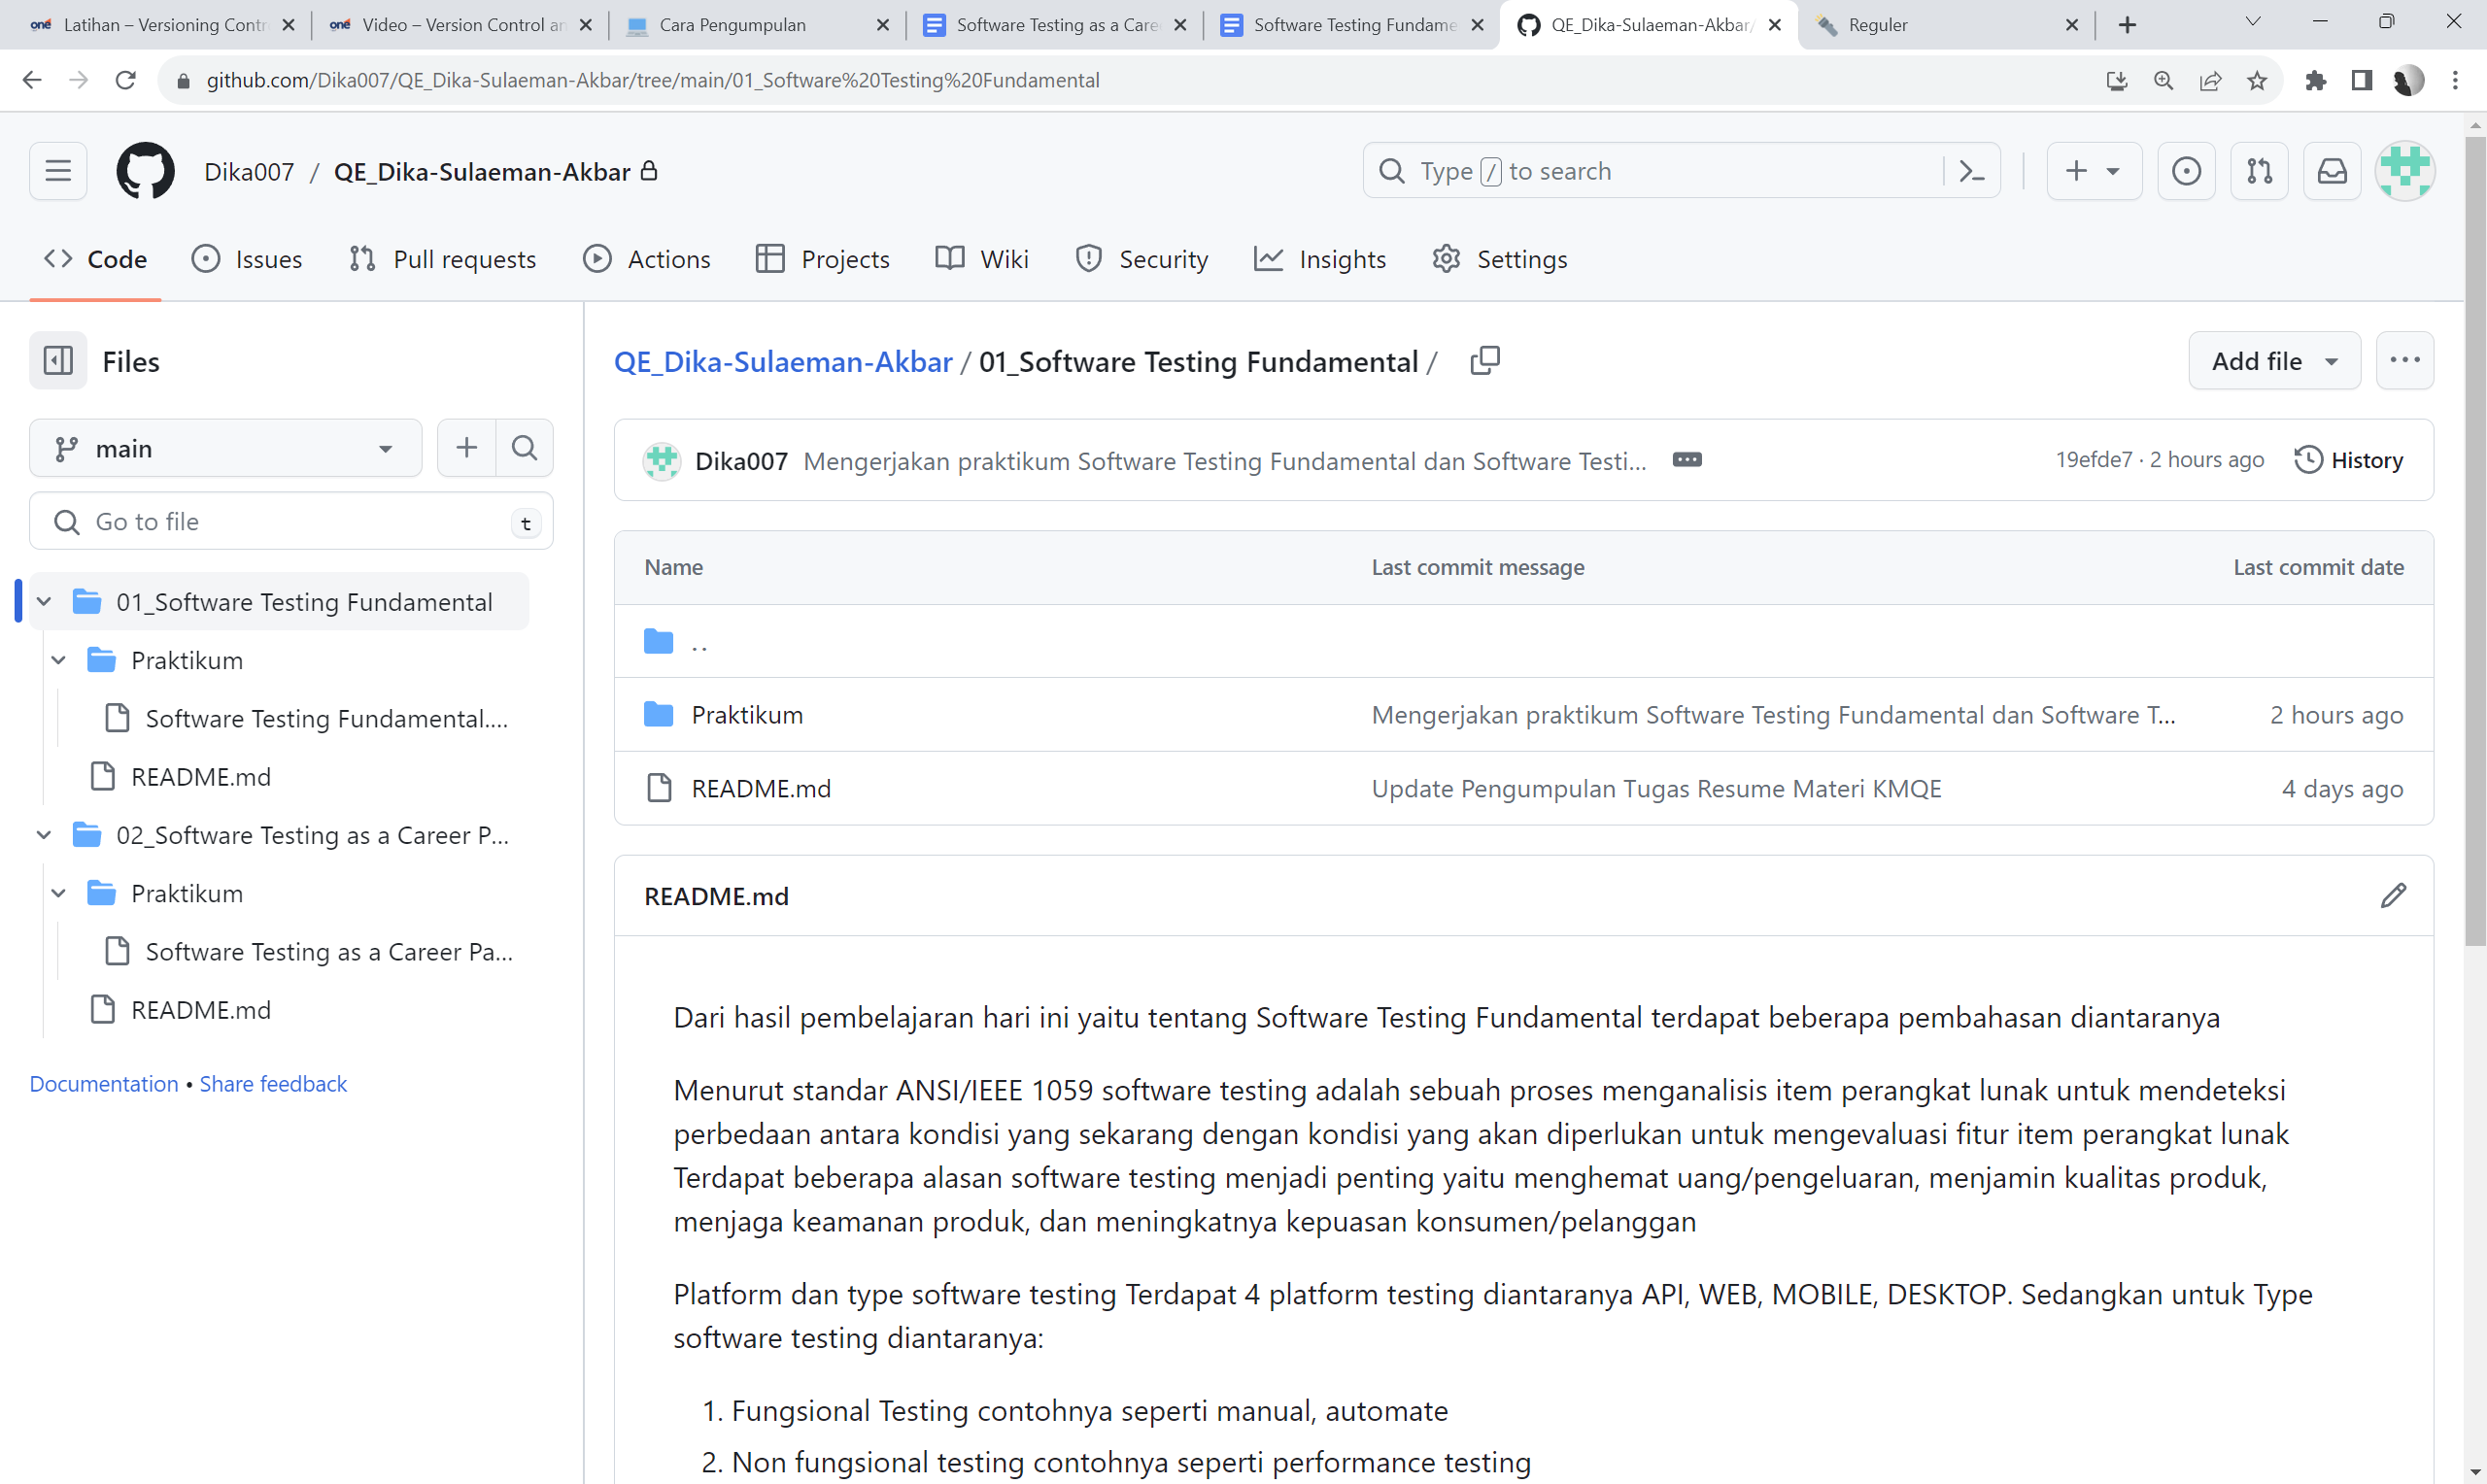 one Latihan – Versioning Contr
one Video – Version Control an
Cara Pengumpulan
Software Testing as a Care
Software Testing Fundame
QE_Dika-Sulaeman-Akbar/
Reguler
github.com/Dika007/QE_Dika-Sulaeman-Akbar/tree/main/01_Software%20Testing%20Fundamental
Dika007 / QE_Dika-Sulaeman-Akbar
Type / to search
Code Issues Pull requests Actions Projects Wiki Security Insights Settings
Files
main
Go to file t
01_Software Testing Fundamental
Praktikum
Software Testing Fundamental....
README.md
02_Software Testing as a Career P...
Praktikum
Software Testing as a Career Pa...
README.md
Documentation • Share feedback
QE_Dika-Sulaeman-Akbar / 01_Software Testing Fundamental /
Add file
Dika007 Mengerjakan praktikum Software Testing Fundamental dan Software Testi... 19efde7 · 2 hours ago History
Name Last commit message Last commit date
..
Praktikum Mengerjakan praktikum Software Testing Fundamental dan Software T... 2 hours ago
README.md Update Pengumpulan Tugas Resume Materi KMQE 4 days ago
README.md
Dari hasil pembelajaran hari ini yaitu tentang Software Testing Fundamental terdapat beberapa pembahasan diantaranya
Menurut standar ANSI/IEEE 1059 software testing adalah sebuah proses menganalisis item perangkat lunak untuk mendeteksi
perbedaan antara kondisi yang sekarang dengan kondisi yang akan diperlukan untuk mengevaluasi fitur item perangkat lunak
Terdapat beberapa alasan software testing menjadi penting yaitu menghemat uang/pengeluaran, menjamin kualitas produk,
menjaga keamanan produk, dan meningkatnya kepuasan konsumen/pelanggan
Platform dan type software testing Terdapat 4 platform testing diantaranya API, WEB, MOBILE, DESKTOP. Sedangkan untuk Type
software testing diantaranya:
1. Fungsional Testing contohnya seperti manual, automate
2. Non fungsional testing contohnya seperti performance testing